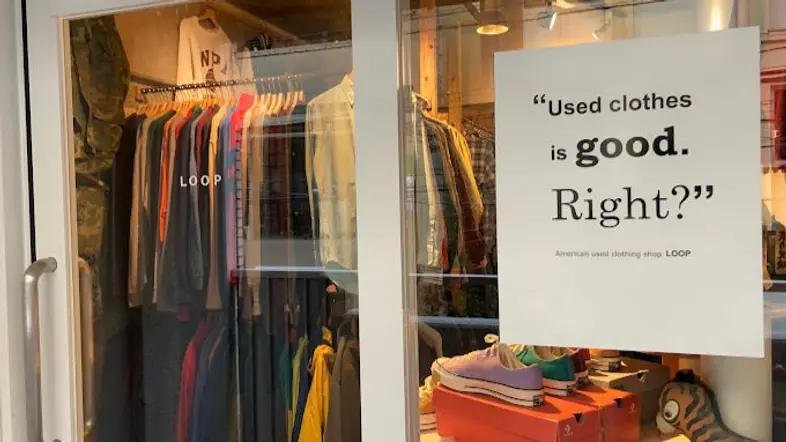 LOOP
“Used clothes
is good.
Right?”
American used clothing shop LOOP